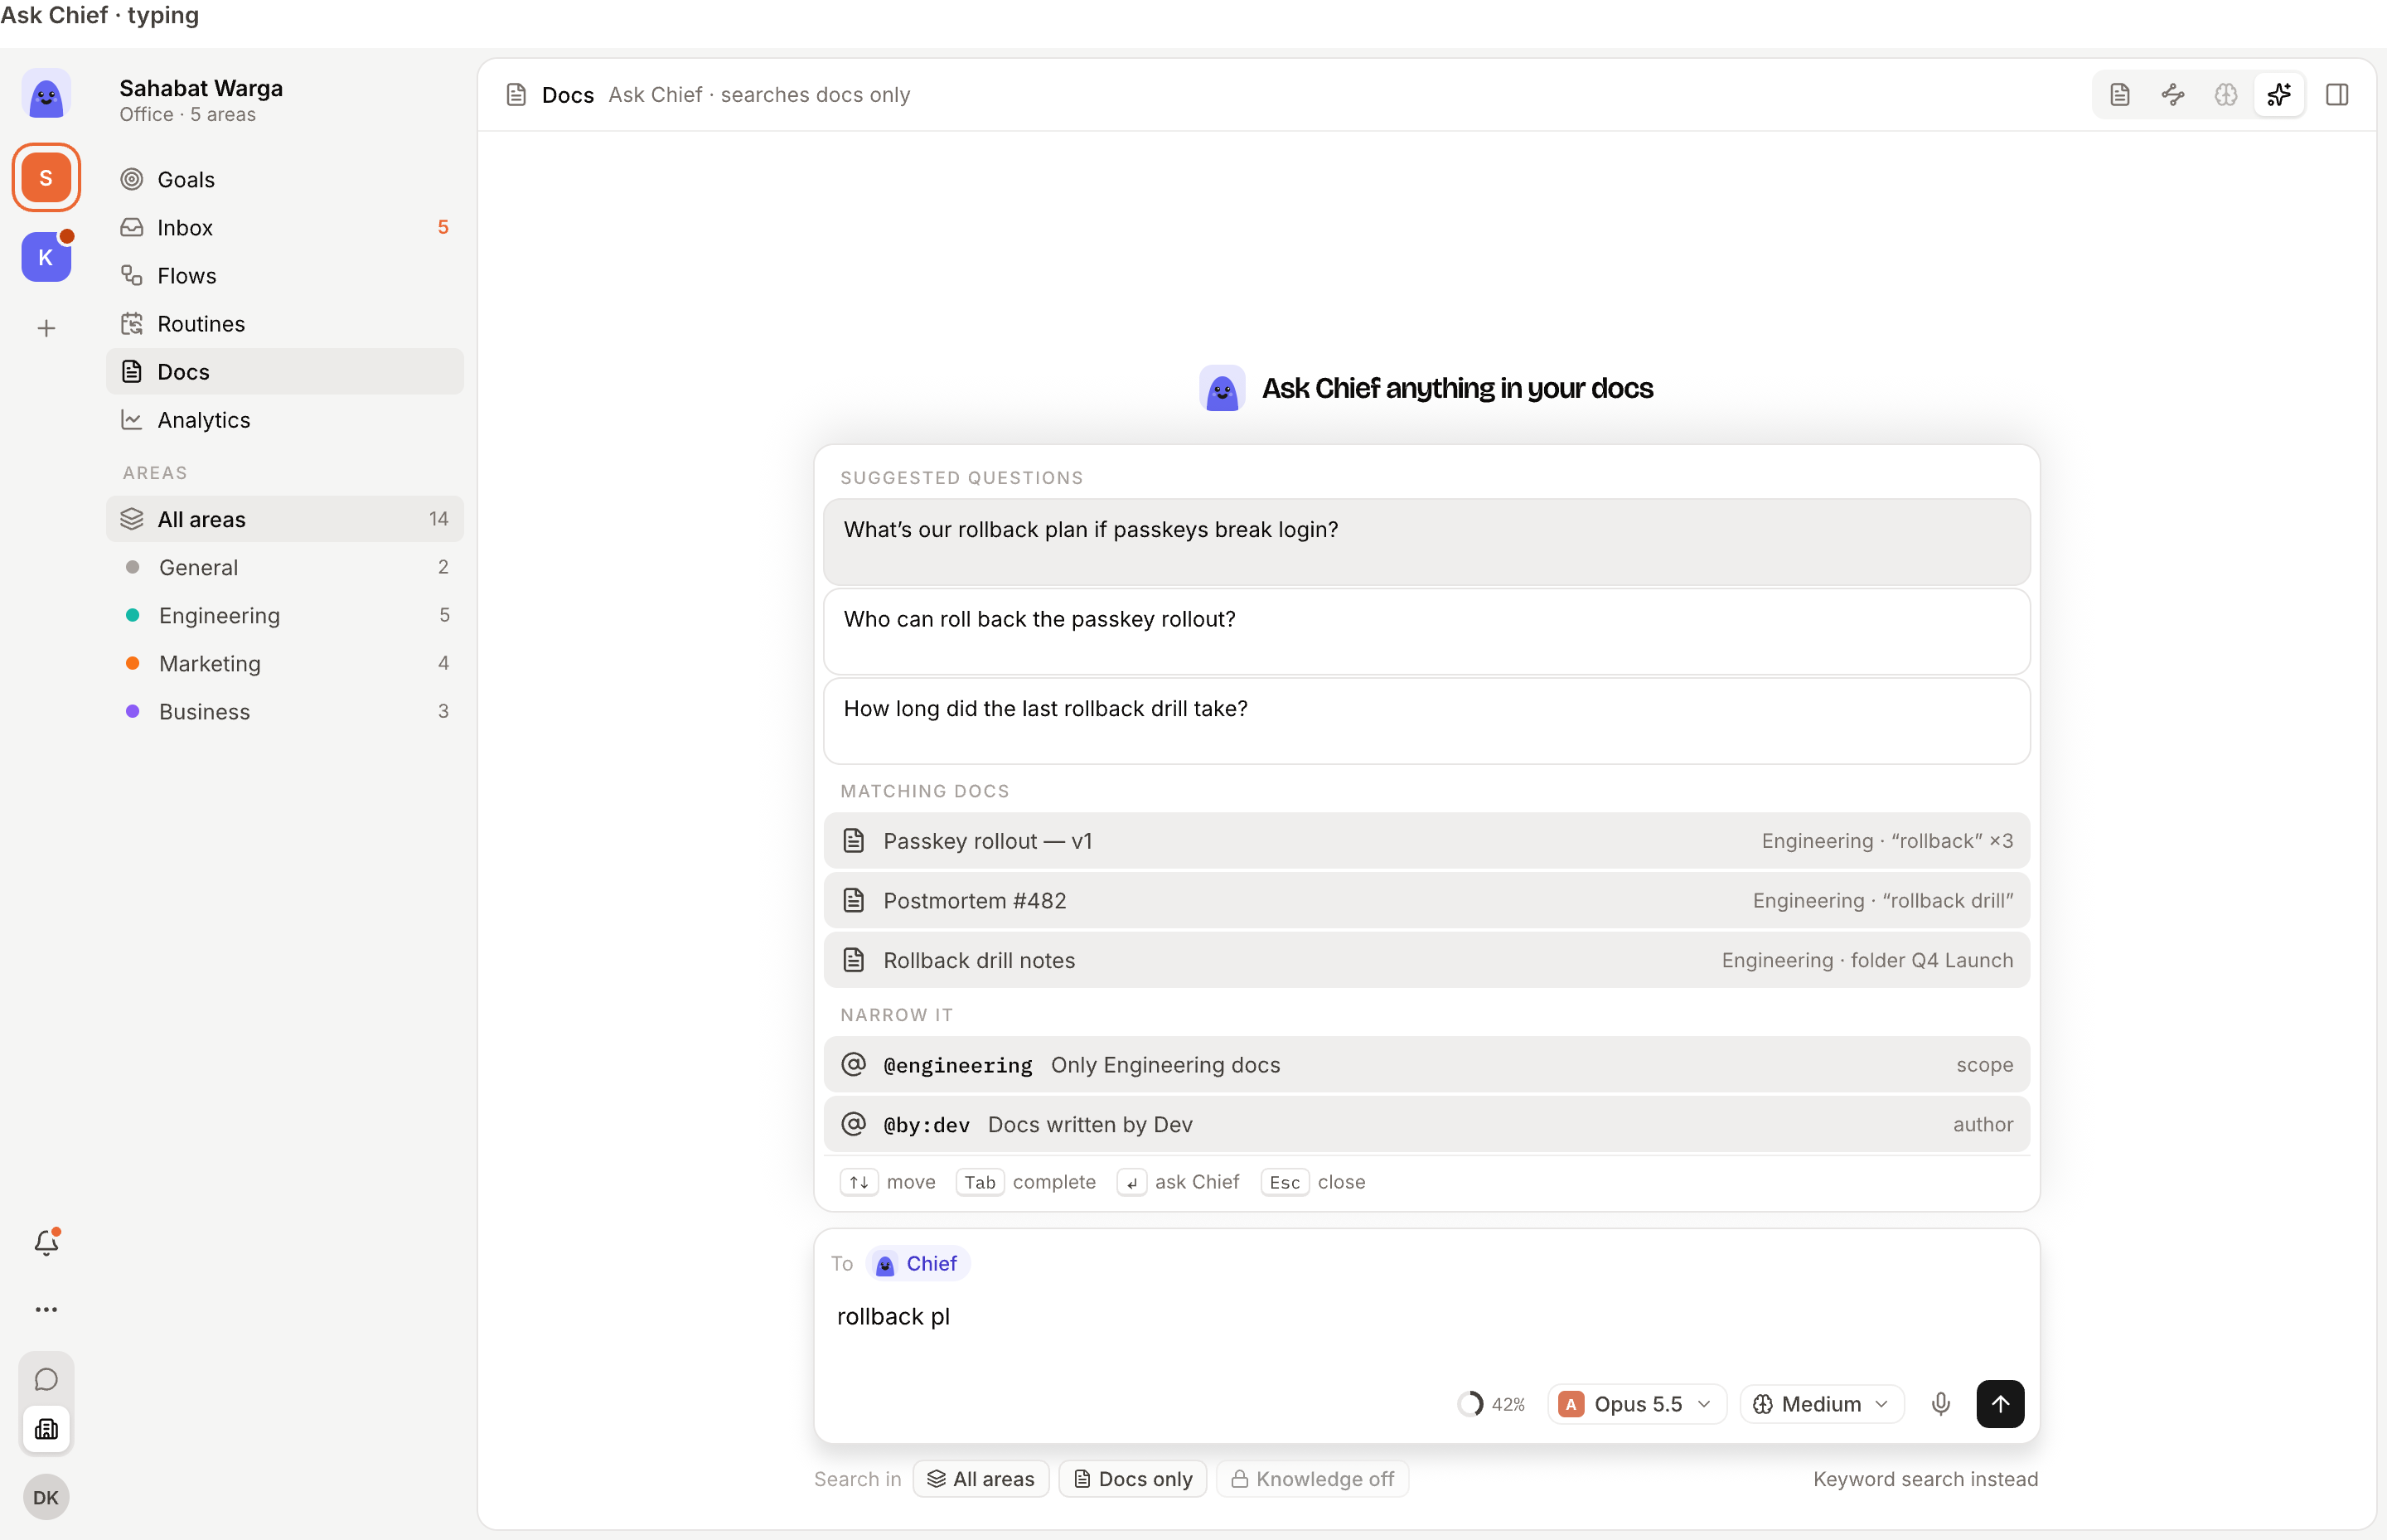 Ask Chief · typing
Sahabat Warga
Office · 5 areas
S
K
Goals
Inbox 5
Flows
Routines
Docs
Analytics
AREAS
All areas 14
General 2
Engineering 5
Marketing 4
Business 3
DK
Docs Ask Chief · searches docs only
Ask Chief anything in your docs
SUGGESTED QUESTIONS
What’s our rollback plan if passkeys break login?
Who can roll back the passkey rollout?
How long did the last rollback drill take?
MATCHING DOCS
Passkey rollout — v1 Engineering · “rollback” ×3
Postmortem #482 Engineering · “rollback drill”
Rollback drill notes Engineering · folder Q4 Launch
NARROW IT
@engineering Only Engineering docs scope
@by:dev Docs written by Dev author
↑↓ move Tab complete ↵ ask Chief Esc close
To Chief
rollback pl
42% A Opus 5.5 Medium
Search in All areas Docs only Knowledge off Keyword search instead